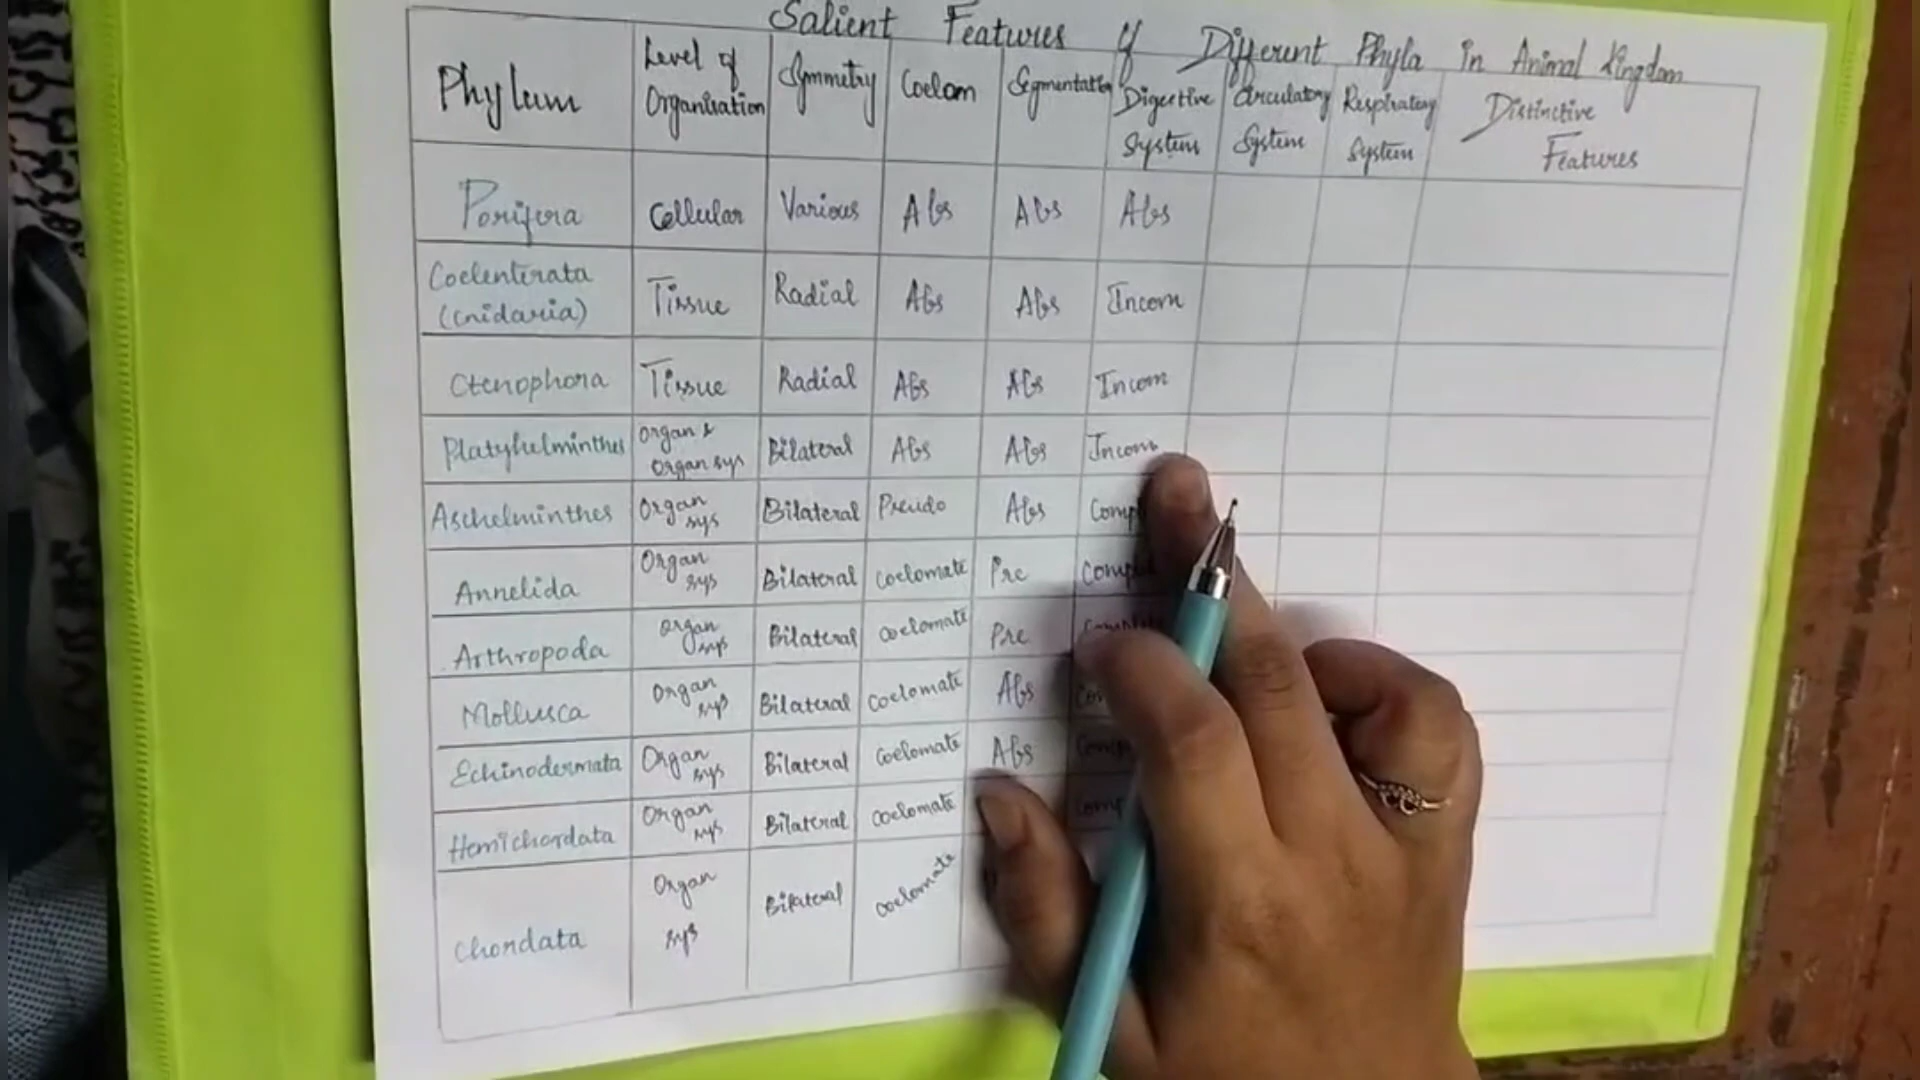 Salient Features of Different Phyla in Animal Kingdom
Phylum Level of Organisation Symmetry Coelom Segmentation Digestive System Circulatory System Respiratory System Distinctive Features
Porifera Cellular Various Abs Abs Abs
Coelenterata (Cnidaria) Tissue Radial Abs Abs Incom
Ctenophora Tissue Radial Abs Abs Incom
Platyhelminthes Organ & Organ sys Bilateral Abs Abs Incom
Aschelminthes Organ sys Bilateral Pseudo Abs
Annelida Organ sys Bilateral Coelomate Pre
Arthropoda Organ sys Bilateral Coelomate Pre
Mollusca Organ sys Bilateral Coelomate Abs
Echinodermata Organ sys Bilateral Coelomate Abs
Hemichordata Organ sys Bilateral Coelomate
Chordata Organ sys Bilateral Coelomate